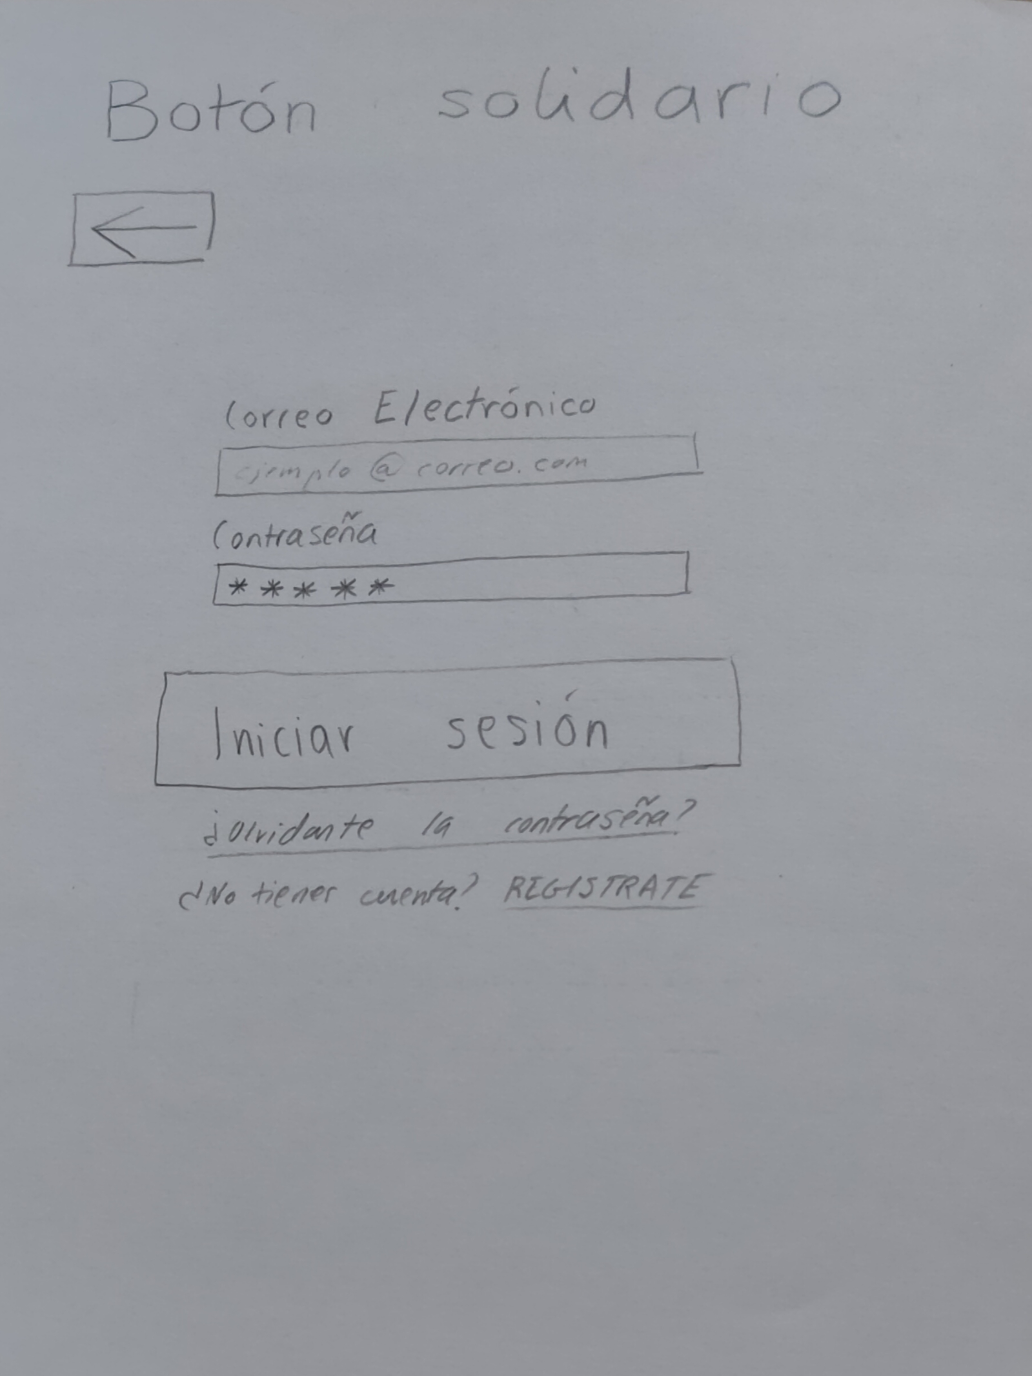 Botón solidario
Correo Electrónico
ejemplo@correo.com
Contraseña
*****
Iniciar sesión
¿Olvidante la contraseña?
¿No tienes cuenta? REGISTRATE